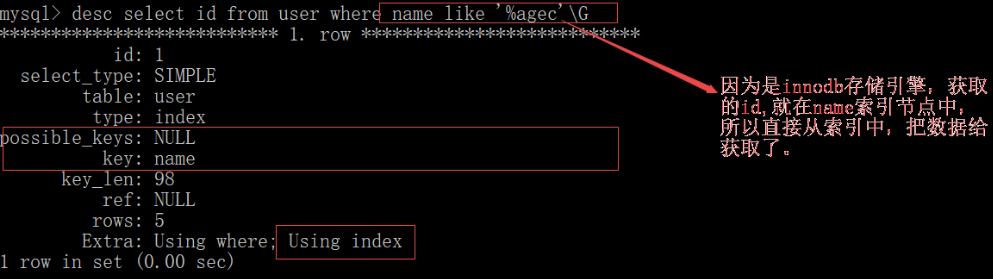 mysql> desc select id from user where name like '%agec'\G
*************************** 1. row ***************************
id: 1
select_type: SIMPLE
table: user
type: index
possible_keys: NULL
key: name
key_len: 98
ref: NULL
rows: 5
Extra: Using where; Using index
1 row in set (0.00 sec)
因为是innodb存储引擎，获取
的id,就在name索引节点中，
所以直接从索引中，把数据给
获取了。